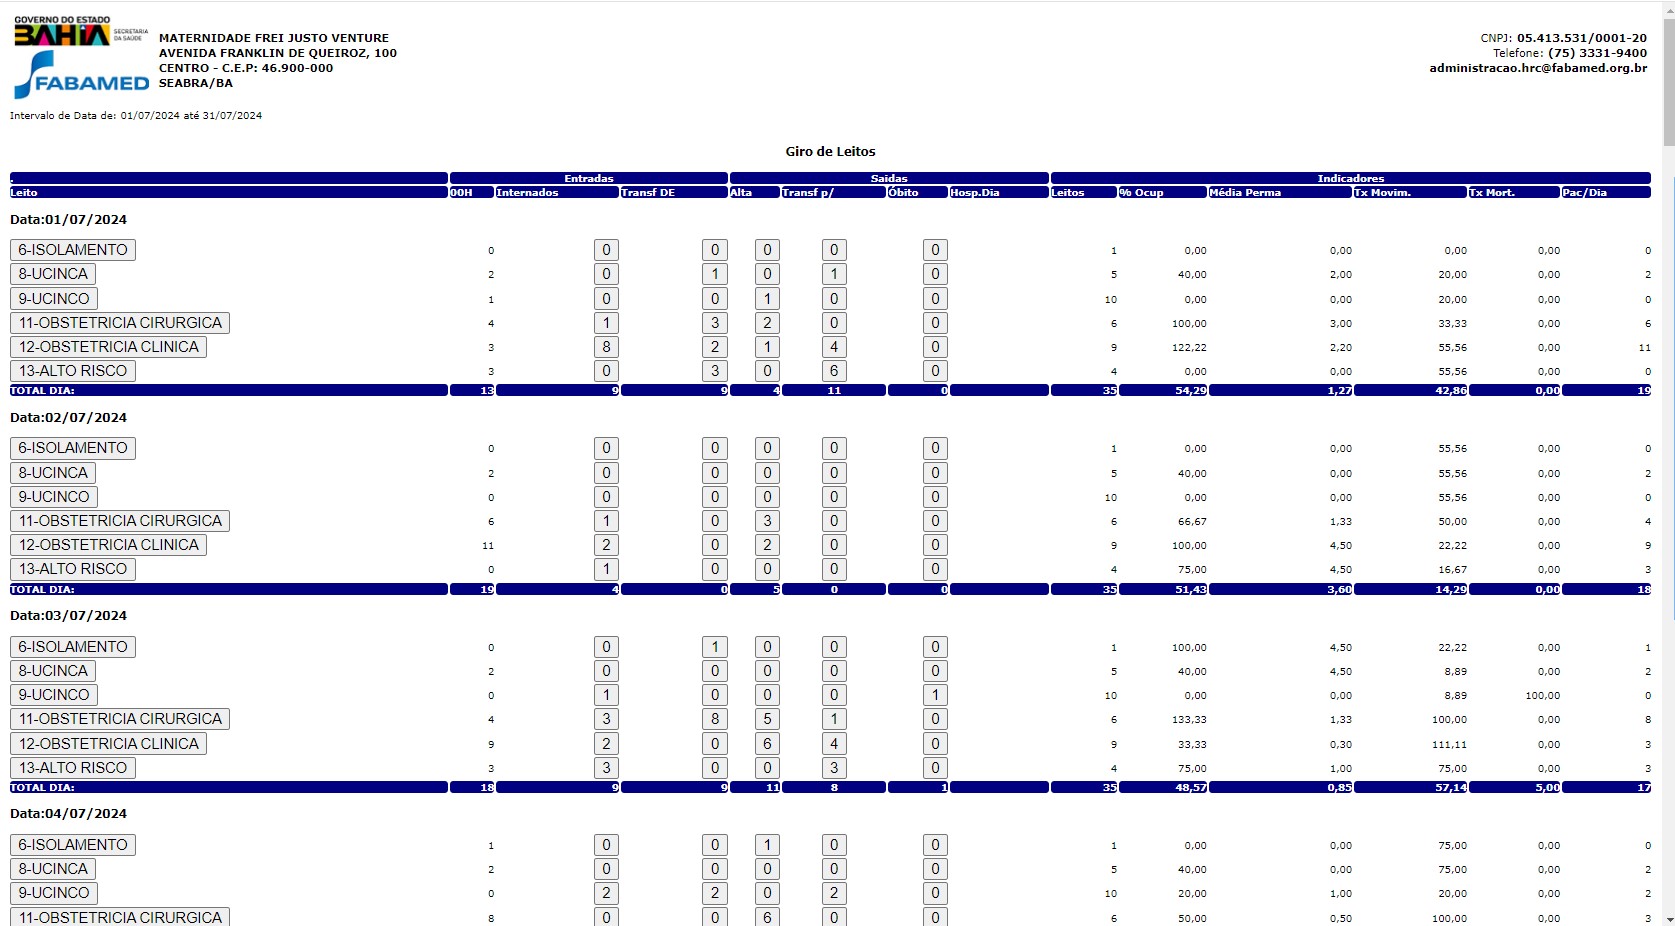 GOVERNO DO ESTADO
BAHIA SECRETARIA DA SAÚDE
FABAMED
MATERNIDADE FREI JUSTO VENTURE
AVENIDA FRANKLIN DE QUEIROZ, 100
CENTRO - C.E.P: 46.900-000
SEABRA/BA
CNPJ: 05.413.531/0001-20
Telefone: (75) 3331-9400
administracao.hrc@fabamed.org.br
Intervalo de Data de: 01/07/2024 até 31/07/2024
Giro de Leitos
. Entradas Saidas Indicadores
Leito 00H Internados Transf DE Alta Transf p/ Óbito Hosp.Dia Leitos % Ocup Média Perma Tx Movim. Tx Mort. Pac/Dia
Data:01/07/2024
6-ISOLAMENTO 0 0 0 0 0 0 1 0,00 0,00 0,00 0,00 0
8-UCINCA 2 0 1 0 1 0 5 40,00 2,00 20,00 0,00 2
9-UCINCO 1 0 0 1 0 0 10 0,00 0,00 20,00 0,00 0
11-OBSTETRICIA CIRURGICA 4 1 3 2 0 0 6 100,00 3,00 33,33 0,00 6
12-OBSTETRICIA CLINICA 3 8 2 1 4 0 9 122,22 2,20 55,56 0,00 11
13-ALTO RISCO 3 0 3 0 6 0 4 0,00 0,00 55,56 0,00 0
TOTAL DIA: 13 9 9 4 11 0 35 54,29 1,27 42,86 0,00 19
Data:02/07/2024
6-ISOLAMENTO 0 0 0 0 0 0 1 0,00 0,00 55,56 0,00 0
8-UCINCA 2 0 0 0 0 0 5 40,00 0,00 55,56 0,00 2
9-UCINCO 0 0 0 0 0 0 10 0,00 0,00 55,56 0,00 0
11-OBSTETRICIA CIRURGICA 6 1 0 3 0 0 6 66,67 1,33 50,00 0,00 4
12-OBSTETRICIA CLINICA 11 2 0 2 0 0 9 100,00 4,50 22,22 0,00 9
13-ALTO RISCO 0 1 0 0 0 0 4 75,00 4,50 16,67 0,00 3
TOTAL DIA: 19 4 0 5 0 0 35 51,43 3,60 14,29 0,00 18
Data:03/07/2024
6-ISOLAMENTO 0 0 1 0 0 0 1 100,00 4,50 22,22 0,00 1
8-UCINCA 2 0 0 0 0 0 5 40,00 4,50 8,89 0,00 2
9-UCINCO 0 1 0 0 0 1 10 0,00 0,00 8,89 100,00 0
11-OBSTETRICIA CIRURGICA 4 3 8 5 1 0 6 133,33 1,33 100,00 0,00 8
12-OBSTETRICIA CLINICA 9 2 0 6 4 0 9 33,33 0,30 111,11 0,00 3
13-ALTO RISCO 3 3 0 0 3 0 4 75,00 1,00 75,00 0,00 3
TOTAL DIA: 18 9 9 11 8 1 35 48,57 0,85 57,14 5,00 17
Data:04/07/2024
6-ISOLAMENTO 1 0 0 1 0 0 1 0,00 0,00 75,00 0,00 0
8-UCINCA 2 0 0 0 0 0 5 40,00 0,00 75,00 0,00 2
9-UCINCO 0 2 2 0 2 0 10 20,00 1,00 20,00 0,00 2
11-OBSTETRICIA CIRURGICA 8 0 0 6 0 0 6 50,00 0,50 100,00 0,00 3